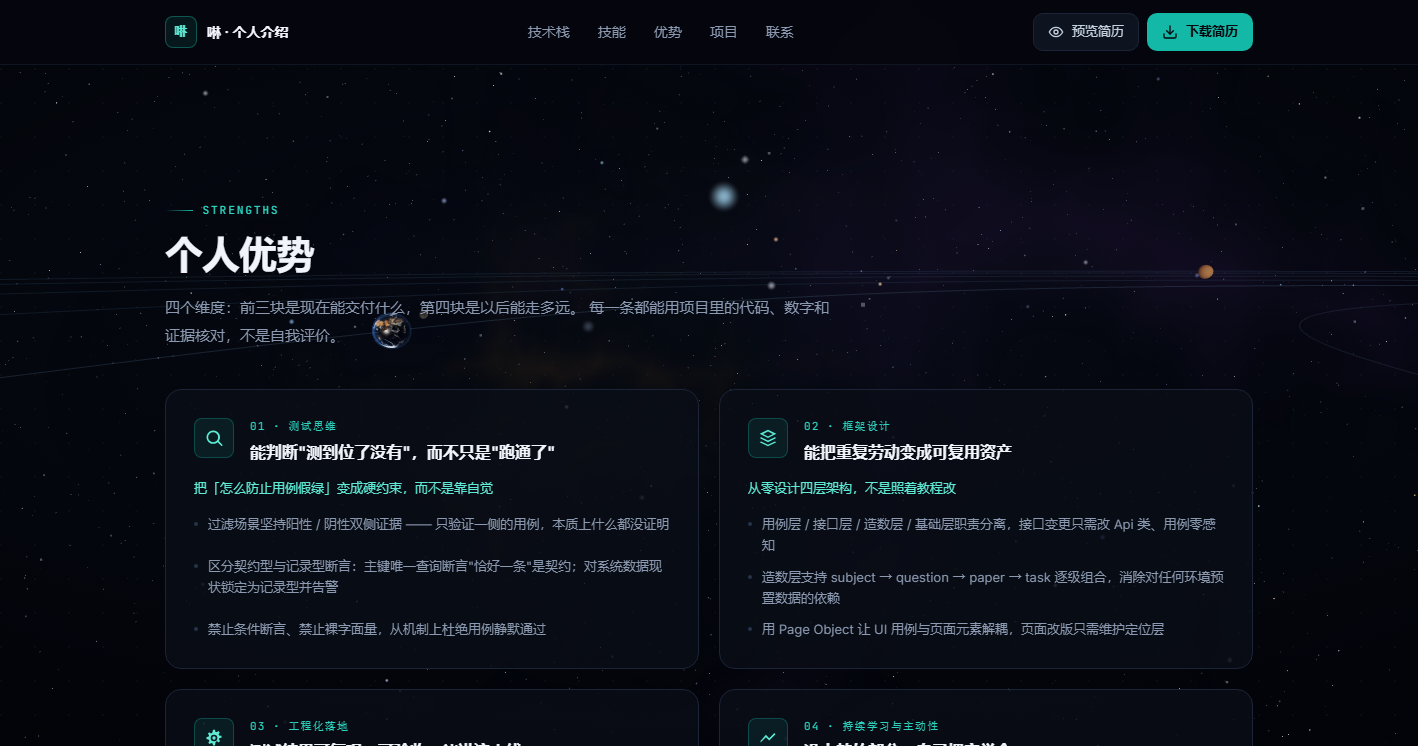 咻 咻 · 个人介绍 技术栈 技能 优势 项目 联系 预览简历 下载简历
STRENGTHS
个人优势
四个维度：前三块是现在能交付什么，第四块是以后能走多远。 每一条都能用项目里的代码、数字和
证据核对，不是自我评价。
01 · 测试思维
能判断"测到位了没有"，而不只是"跑通了"
把「怎么防止用例假绿」变成硬约束，而不是靠自觉
过滤场景坚持阳性 / 阴性双侧证据 —— 只验证一侧的用例，本质上什么都没证明
区分契约型与记录型断言：主键唯一查询断言"恰好一条"是契约；对系统数据现
状锁定为记录型并告警
禁止条件断言、禁止裸字面量，从机制上杜绝用例静默通过
02 · 框架设计
能把重复劳动变成可复用资产
从零设计四层架构，不是照着教程改
用例层 / 接口层 / 造数层 / 基础层职责分离，接口变更只需改 Api 类、用例零感
知
造数层支持 subject → question → paper → task 逐级组合，消除对任何环境预
置数据的依赖
用 Page Object 让 UI 用例与页面元素解耦，页面改版只需维护定位层
03 · 工程化落地
04 · 持续学习与主动性